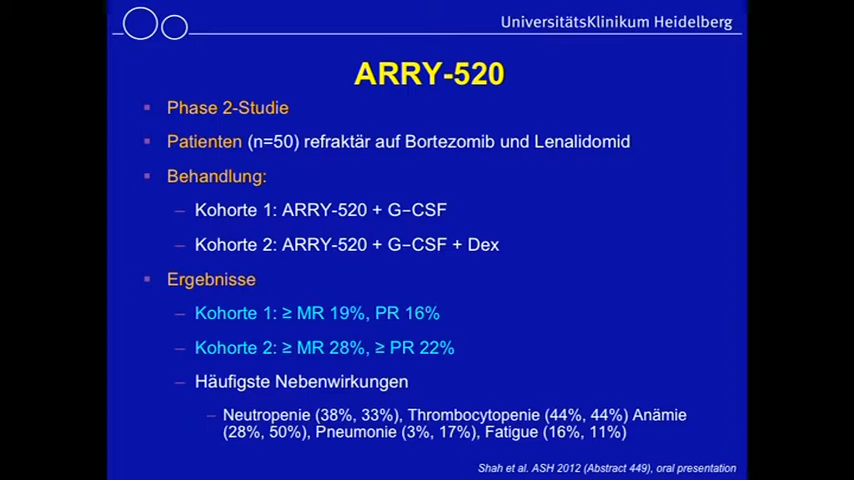 UniversitätsKlinikum Heidelberg
ARRY-520
Phase 2-Studie
Patienten (n=50) refraktär auf Bortezomib und Lenalidomid
Behandlung:
– Kohorte 1: ARRY-520 + G–CSF
– Kohorte 2: ARRY-520 + G–CSF + Dex
Ergebnisse
– Kohorte 1: ≥ MR 19%, PR 16%
– Kohorte 2: ≥ MR 28%, ≥ PR 22%
– Häufigste Nebenwirkungen
– Neutropenie (38%, 33%), Thrombocytopenie (44%, 44%) Anämie
(28%, 50%), Pneumonie (3%, 17%), Fatigue (16%, 11%)
Shah et al. ASH 2012 (Abstract 449), oral presentation